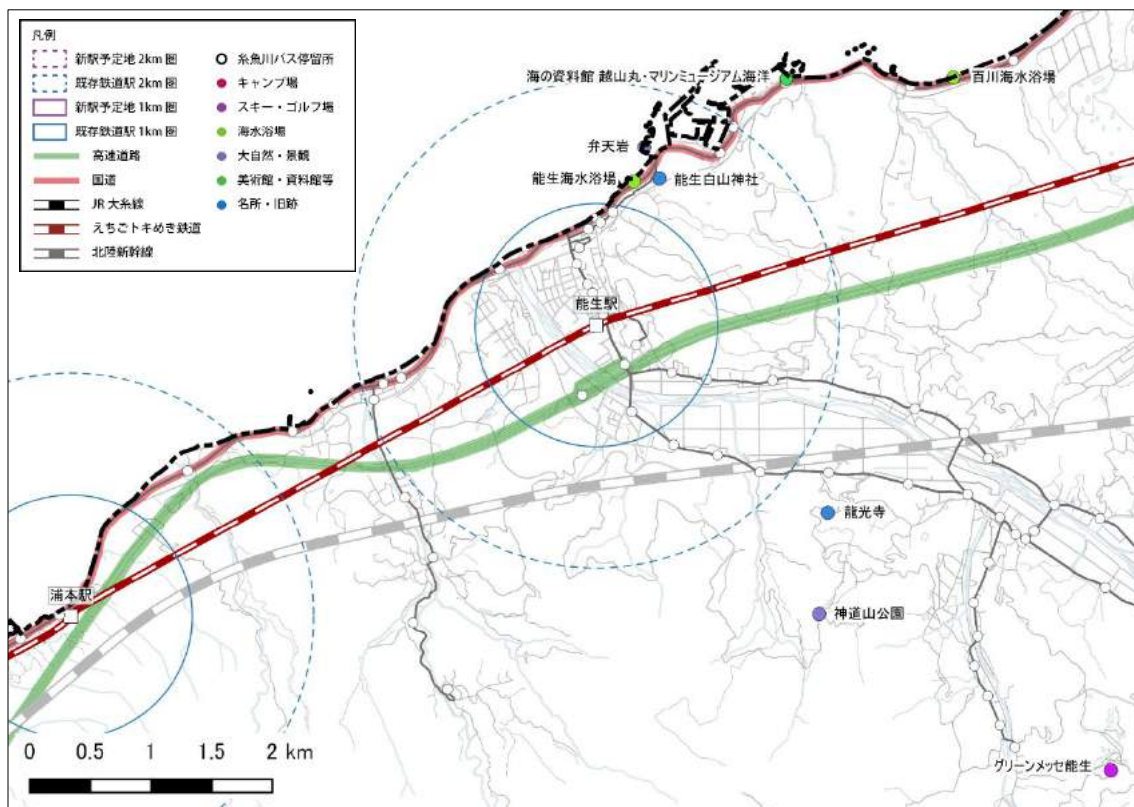 凡例
新駅予定地 2km 圏
既存鉄道駅 2km 圏
新駅予定地 1km 圏
既存鉄道駅 1km 圏
高速道路
国道
JR 大糸線
えちごトキめき鉄道
北陸新幹線
糸魚川バス停留所
キャンプ場
スキー・ゴルフ場
海水浴場
大自然・景観
美術館・資料館等
名所・旧跡
海の資料館 越山丸・マリンミュージアム海洋
百川海水浴場
弁天岩
能生海水浴場
能生白山神社
能生駅
龍光寺
浦本駅
神道山公園
グリーンメッセ能生
0 0.5 1 1.5 2 km